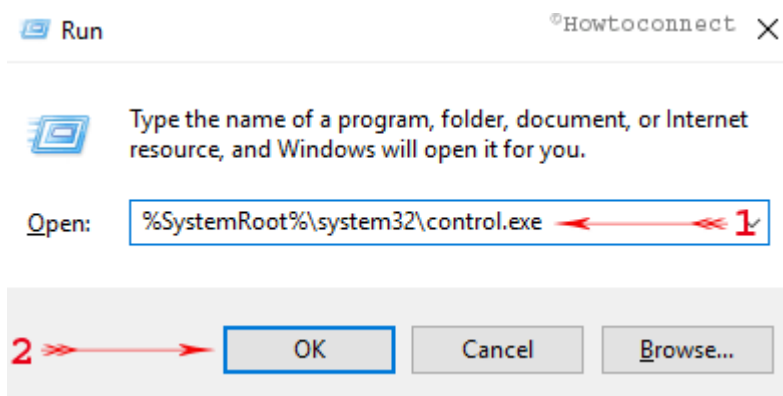 Run
©Howtoconnect
Type the name of a program, folder, document, or Internet
resource, and Windows will open it for you.
Open: %SystemRoot%\system32\control.exe 1
2 OK Cancel Browse...